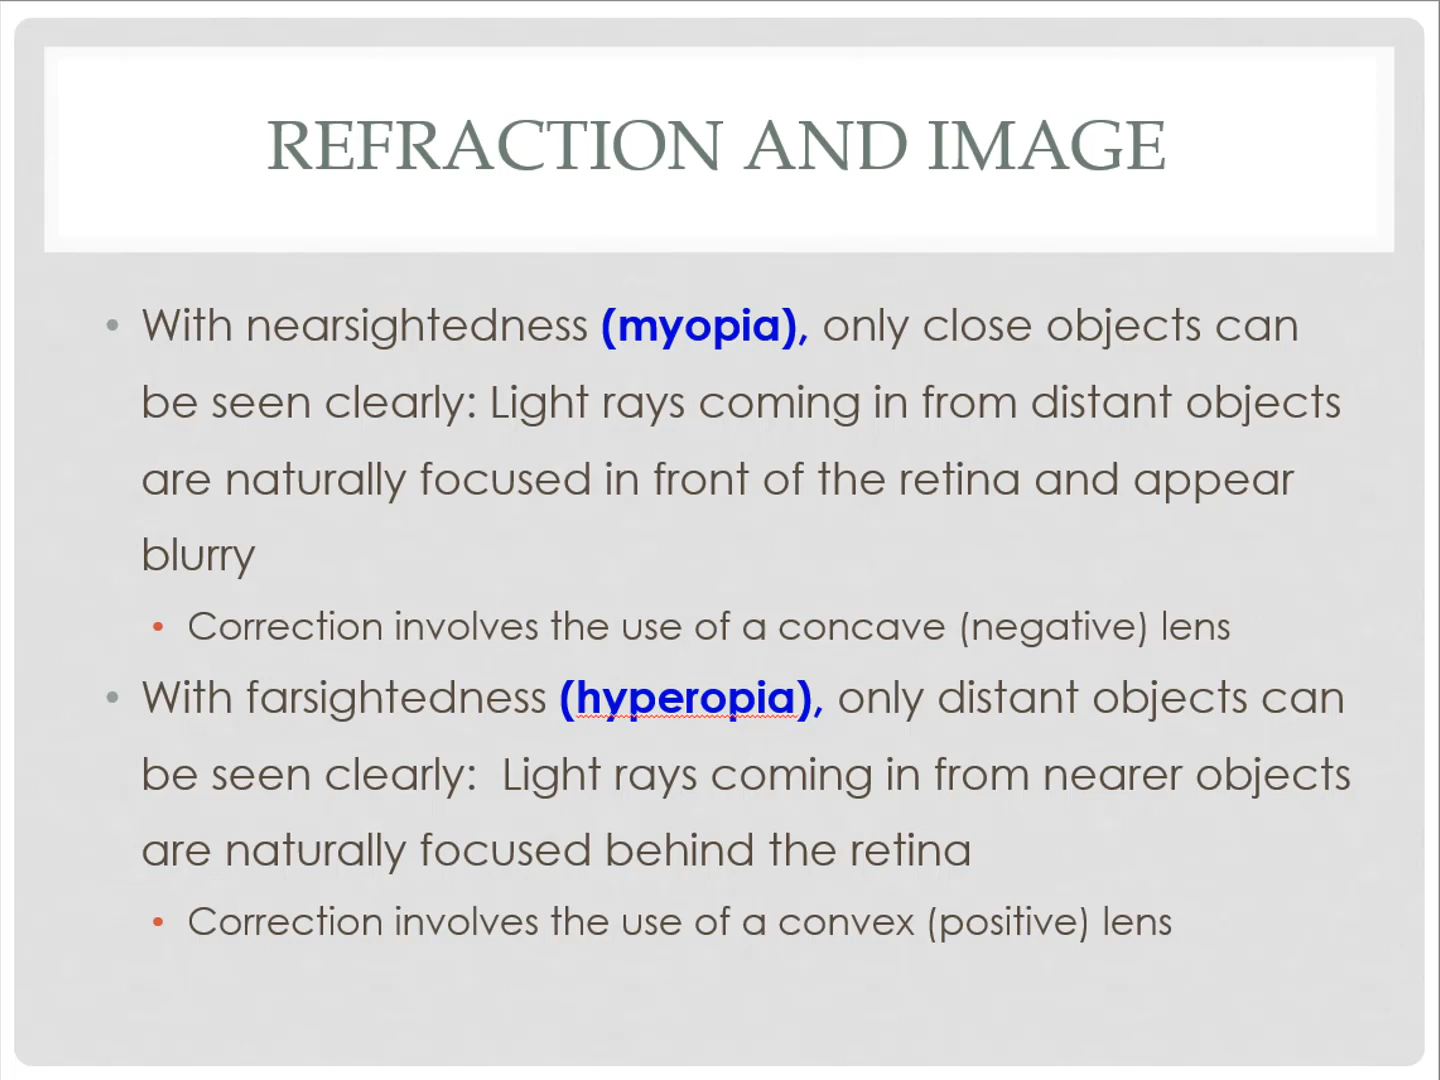 REFRACTION AND IMAGE
• With nearsightedness (myopia), only close objects can
be seen clearly: Light rays coming in from distant objects
are naturally focused in front of the retina and appear
blurry
• Correction involves the use of a concave (negative) lens
• With farsightedness (hyperopia), only distant objects can
be seen clearly:  Light rays coming in from nearer objects
are naturally focused behind the retina
• Correction involves the use of a convex (positive) lens